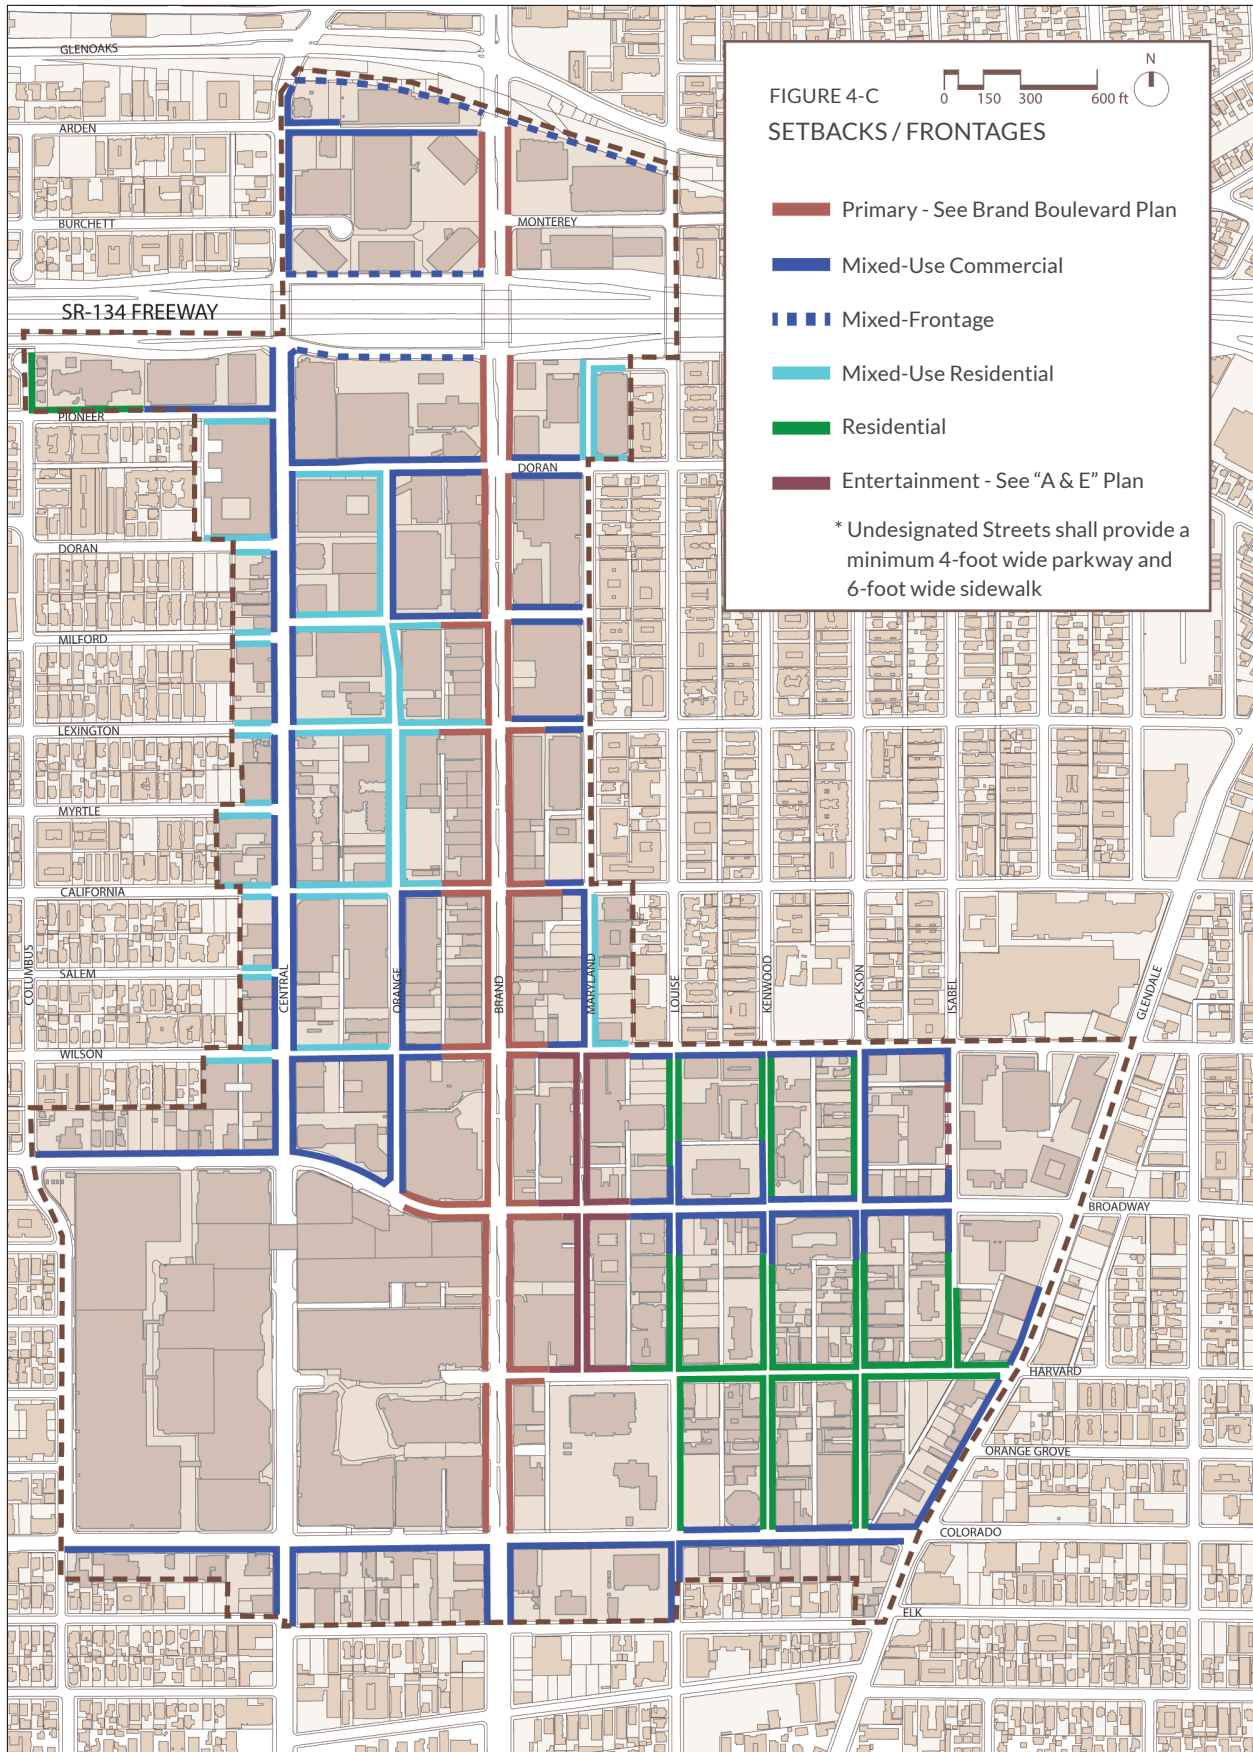 GLENOAKS
ARDEN
BURCHETT
MONTEREY
SR-134 FREEWAY
PIONEER
DORAN
DORAN
MILFORD
LEXINGTON
MYRTLE
CALIFORNIA
SALEM
WILSON
COLUMBUS
CENTRAL
ORANGE
BRAND
MARYLAND
LOUISE
KENWOOD
JACKSON
ISABEL
GLENDALE
BROADWAY
HARVARD
ORANGE GROVE
COLORADO
ELK
FIGURE 4-C
SETBACKS / FRONTAGES
0 150 300 600 ft
N
Primary - See Brand Boulevard Plan
Mixed-Use Commercial
Mixed-Frontage
Mixed-Use Residential
Residential
Entertainment - See “A & E” Plan
* Undesignated Streets shall provide a
minimum 4-foot wide parkway and
6-foot wide sidewalk